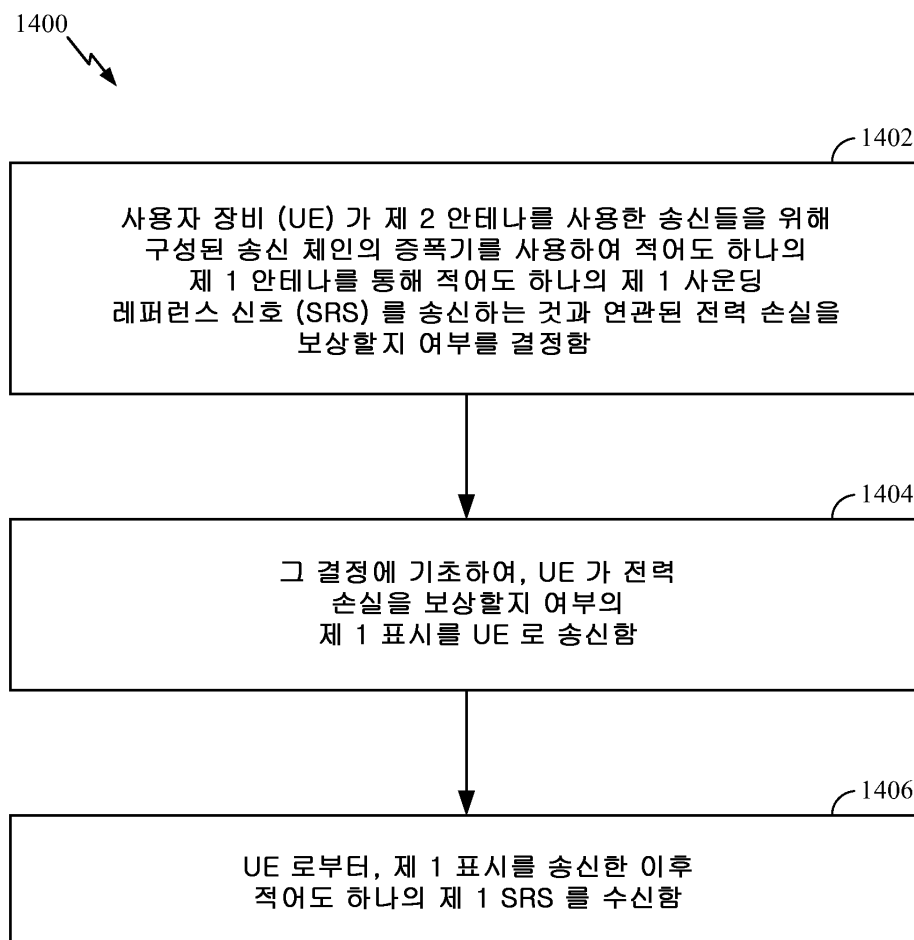 1400
1402
사용자 장비 (UE) 가 제 2 안테나를 사용한 송신들을 위해
구성된 송신 체인의 증폭기를 사용하여 적어도 하나의
제 1 안테나를 통해 적어도 하나의 제 1 사운딩
레퍼런스 신호 (SRS) 를 송신하는 것과 연관된 전력 손실을
보상할지 여부를 결정함
1404
그 결정에 기초하여, UE 가 전력
손실을 보상할지 여부의
제 1 표시를 UE 로 송신함
1406
UE 로부터, 제 1 표시를 송신한 이후
적어도 하나의 제 1 SRS 를 수신함